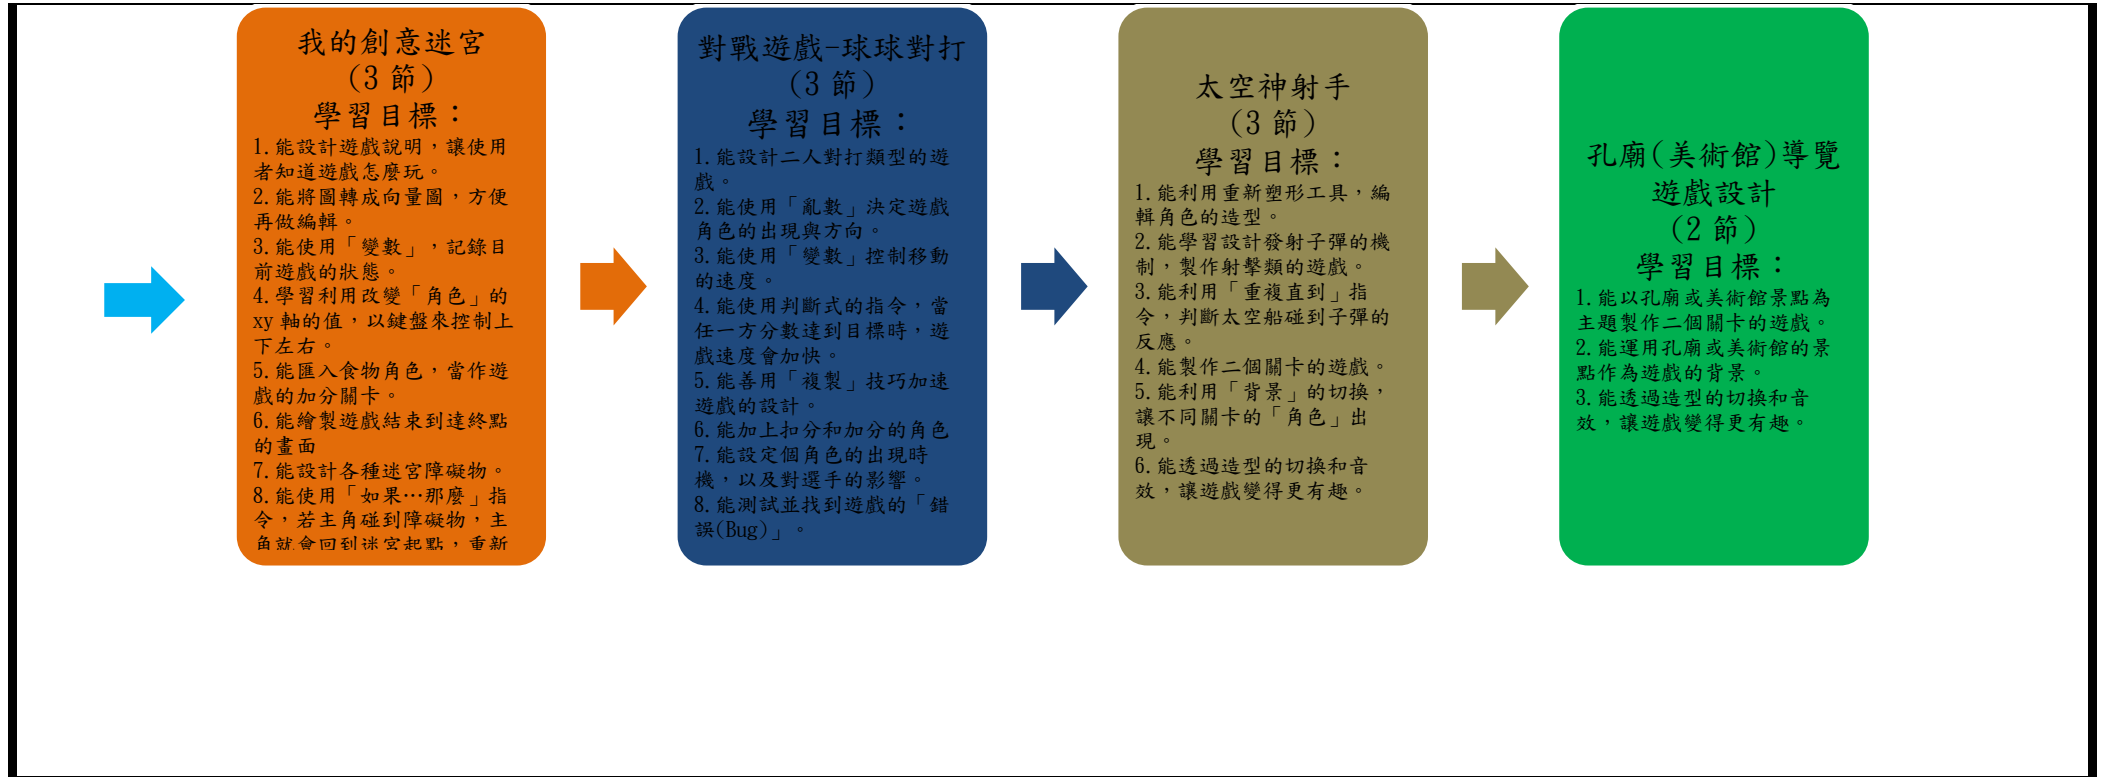 我的創意迷宮
(3 節)
學習目標：
1.能設計遊戲說明，讓使用
者知道遊戲怎麼玩。
2.能將圖轉成向量圖，方便
再做編輯。
3.能使用「變數」，記錄目
前遊戲的狀態。
4.學習利用改變「角色」的
xy 軸的值，以鍵盤來控制上
下左右。
5.能匯入食物角色，當作遊
戲的加分關卡。
6.能繪製遊戲結束到達終點
的畫面
7.能設計各種迷宮障礙物。
8.能使用「如果…那麼」指
令，若主角碰到障礙物，主
角就會回到迷宮起點，重新
對戰遊戲-球球對打
(3 節)
學習目標：
1.能設計二人對打類型的遊
戲。
2.能使用「亂數」決定遊戲
角色的出現與方向。
3.能使用「變數」控制移動
的速度。
4.能使用判斷式的指令，當
任一方分數達到目標時，遊
戲速度會加快。
5.能善用「複製」技巧加速
遊戲的設計。
6.能加上扣分和加分的角色
7.能設定個角色的出現時
機，以及對選手的影響。
8.能測試並找到遊戲的「錯
誤(Bug)」。
太空神射手
(3 節)
學習目標：
1.能利用重新塑形工具，編
輯角色的造型。
2.能學習設計發射子彈的機
制，製作射擊類的遊戲。
3.能利用「重複直到」指
令，判斷太空船碰到子彈的
反應。
4.能製作二個關卡的遊戲。
5.能利用「背景」的切換，
讓不同關卡的「角色」出
現。
6.能透過造型的切換和音
效，讓遊戲變得更有趣。
孔廟(美術館)導覽
遊戲設計
(2 節)
學習目標：
1.能以孔廟或美術館景點為
主題製作二個關卡的遊戲。
2.能運用孔廟或美術館的景
點作為遊戲的背景。
3.能透過造型的切換和音
效，讓遊戲變得更有趣。